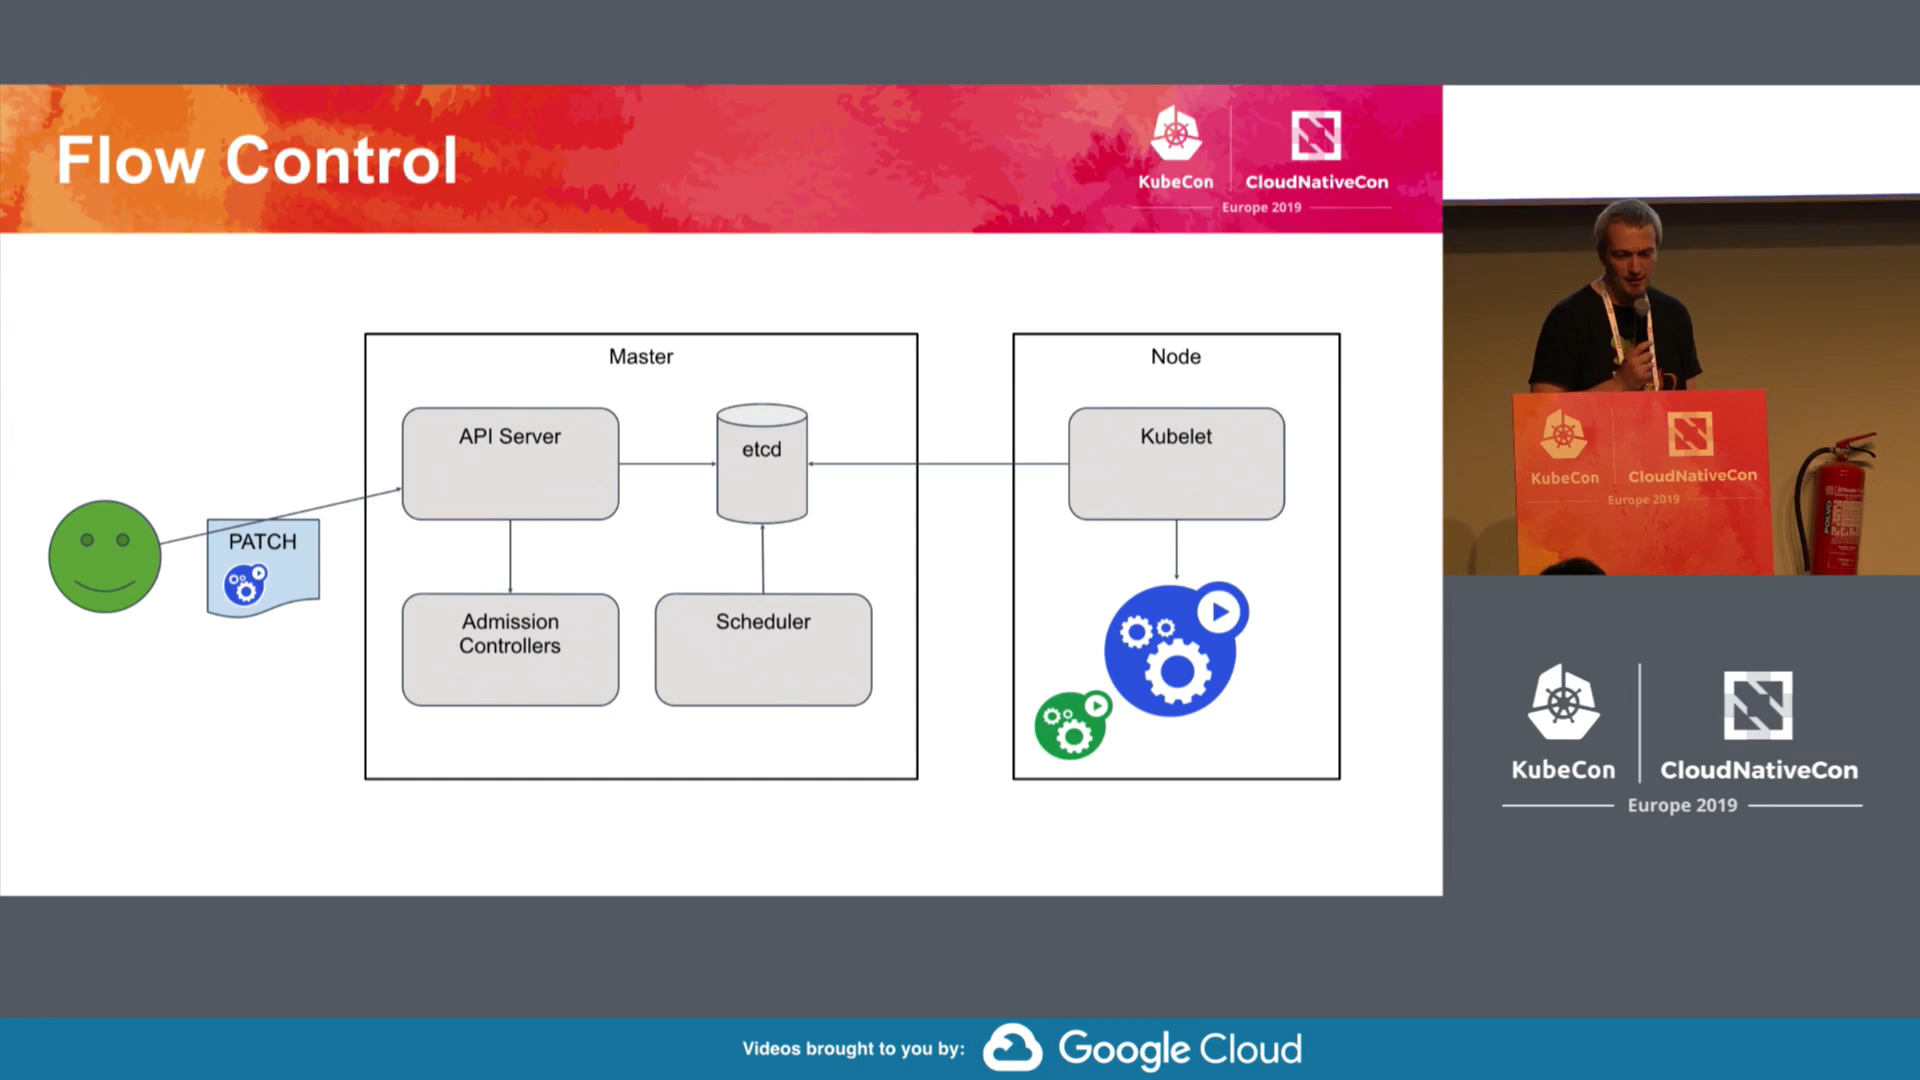 Flow Control
KubeCon
CloudNativeCon
Europe 2019
Master
Node
API Server
etcd
Kubelet
PATCH
Admission
Controllers
Scheduler
KubeCon
CloudNativeCon
Europe 2019
POLVO
KubeCon
CloudNativeCon
Europe 2019
Videos brought to you by:
Google Cloud